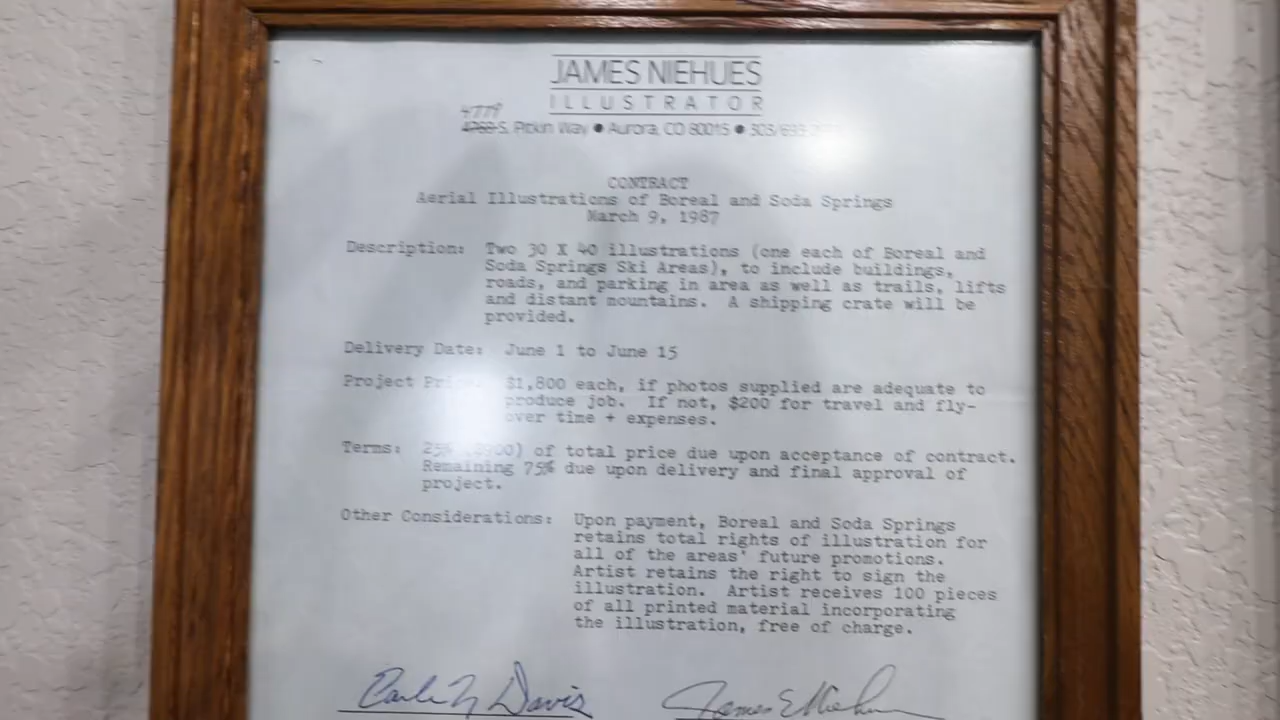 JAMES NIEHUES
ILLUSTRATOR
4779
S. Pitkin Way • Aurora, CO 80015 • 303/693
CONTRACT
Aerial Illustrations of Boreal and Soda Springs
March 9, 1987
Description: Two 30 X 40 illustrations (one each of Boreal and
Soda Springs Ski Areas), to include buildings,
roads, and parking in area as well as trails, lifts
and distant mountains. A shipping crate will be
provided.
Delivery Date: June 1 to June 15
Project $1,800 each, if photos supplied are adequate to
produce job. If not, $200 for travel and fly-
over time + expenses.
Terms: 25% of total price due upon acceptance of contract.
Remaining 75% due upon delivery and final approval of
project.
Other Considerations: Upon payment, Boreal and Soda Springs
retains total rights of illustration for
all of the areas' future promotions.
Artist retains the right to sign the
illustration. Artist receives 100 pieces
of all printed material incorporating
the illustration, free of charge.
Davis James E Niehues